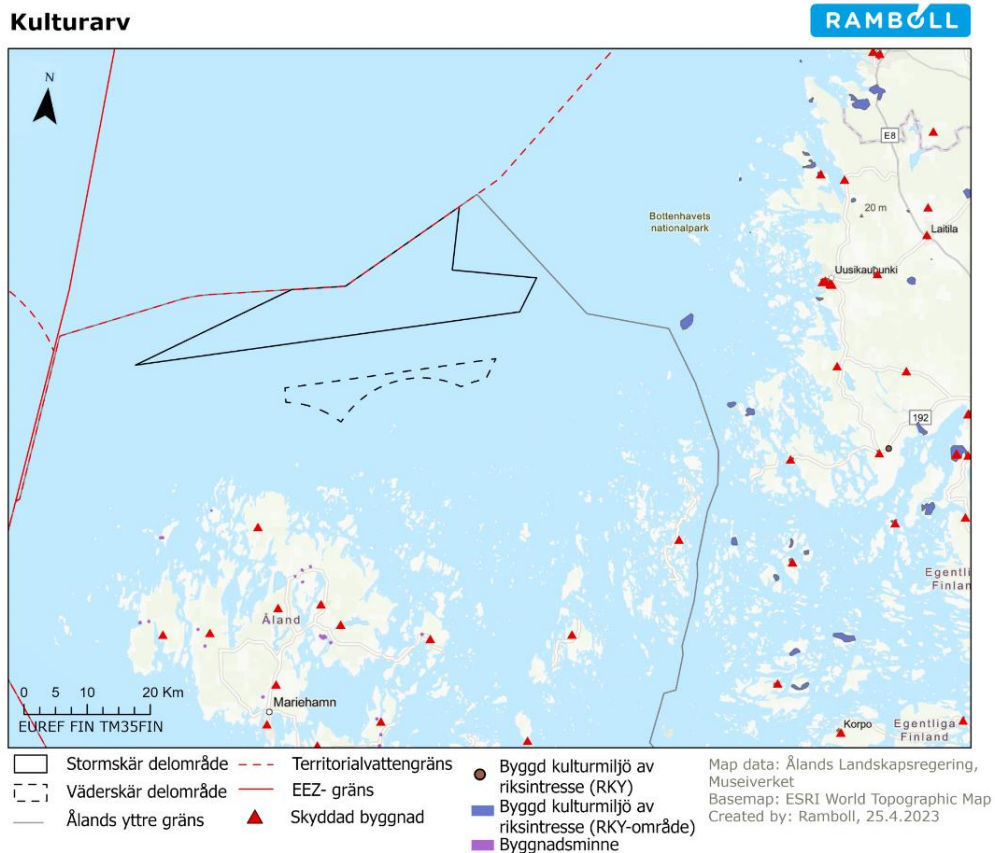 Kulturarv
RAMBOLL
N
E8
20 m
Bottenhavets
nationalpark
Laitila
Uusikaupunki
192
Egentli
Finlan
Åland
0 5 10 20 Km
Mariehamn
EUREF FIN TM35FIN
Korpo
Egentliga
Finland
Stormskär delområde
Väderskär delområde
Ålands yttre gräns
Territorialvattengräns
EEZ- gräns
Skyddad byggnad
Byggd kulturmiljö av
riksintresse (RKY)
Byggd kulturmiljö av
riksintresse (RKY-område)
Byggnadsminne
Map data: Ålands Landskapsregering,
Museiverket
Basemap: ESRI World Topographic Map
Created by: Ramboll, 25.4.2023